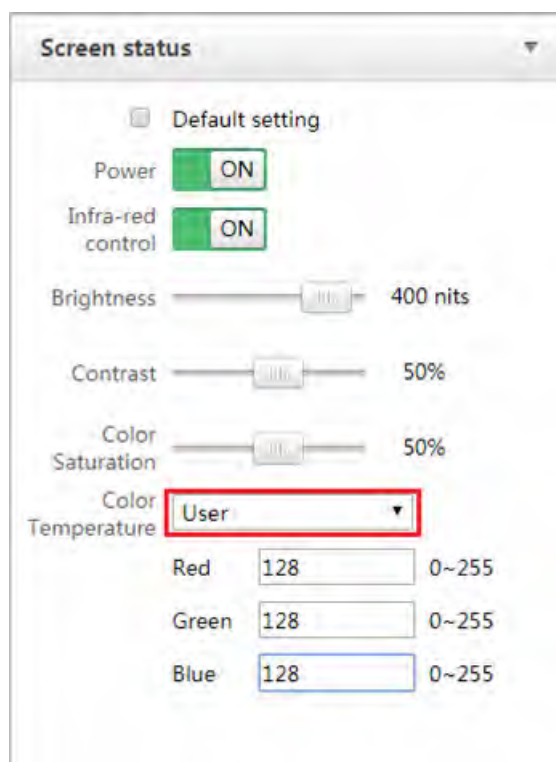 Screen status
Default setting
Power ON
Infra-red
control ON
Brightness 400 nits
Contrast 50%
Color
Saturation 50%
Color
Temperature User
Red 128 0~255
Green 128 0~255
Blue 128 0~255